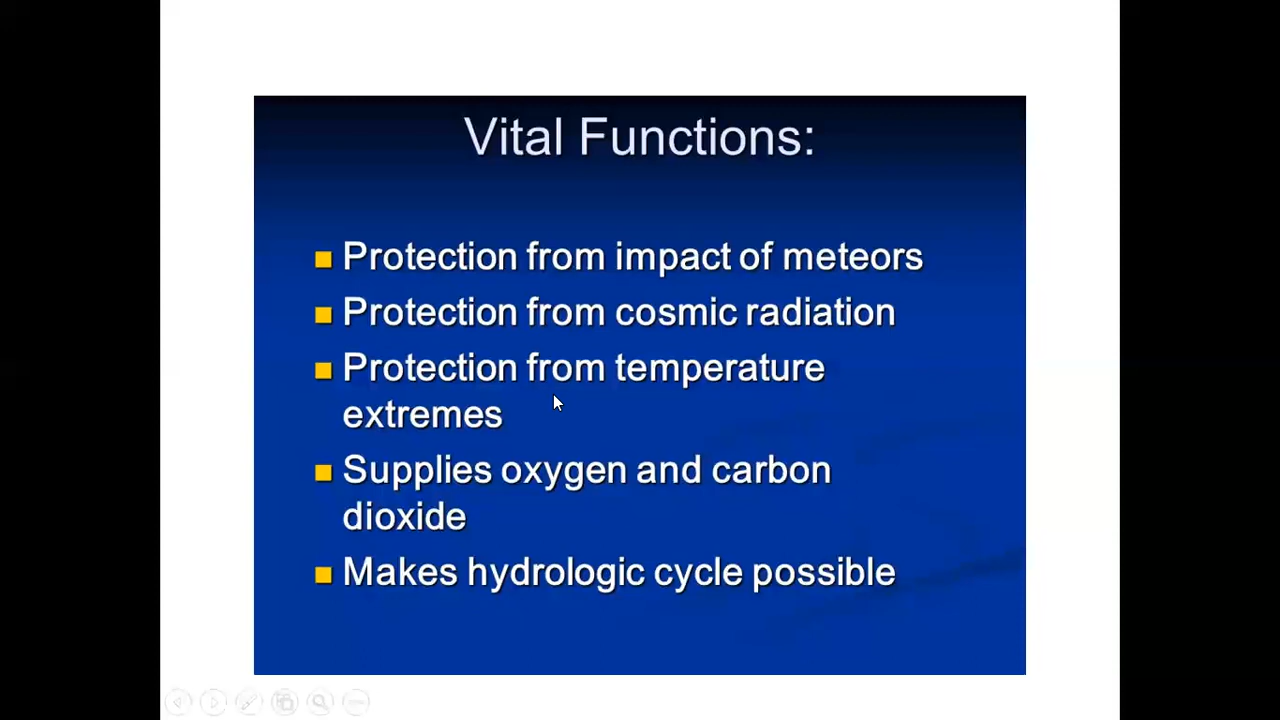 Vital Functions:
Protection from impact of meteors
Protection from cosmic radiation
Protection from temperature
extremes
Supplies oxygen and carbon
dioxide
Makes hydrologic cycle possible